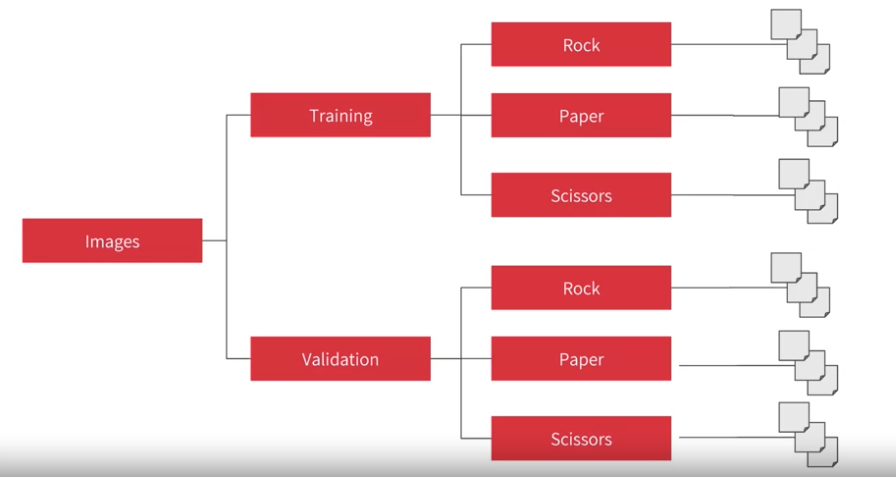 Images
Training
Rock
Paper
Scissors
Validation
Rock
Paper
Scissors